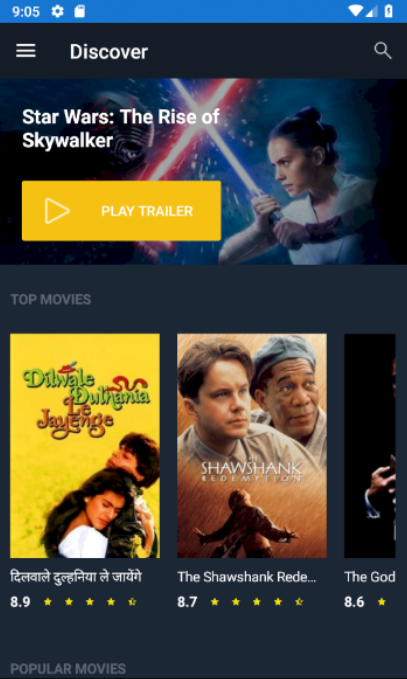 9:05
Discover
Star Wars: The Rise of
Skywalker
PLAY TRAILER
TOP MOVIES
Dilwale
Dulhania
Le
Jayenge
THE
SHAWSHANK
REDEMPTION
दिलवाले दुल्हनिया ले जायेंगे
The Shawshank Rede...
The God
8.9
8.7
8.6
POPULAR MOVIES